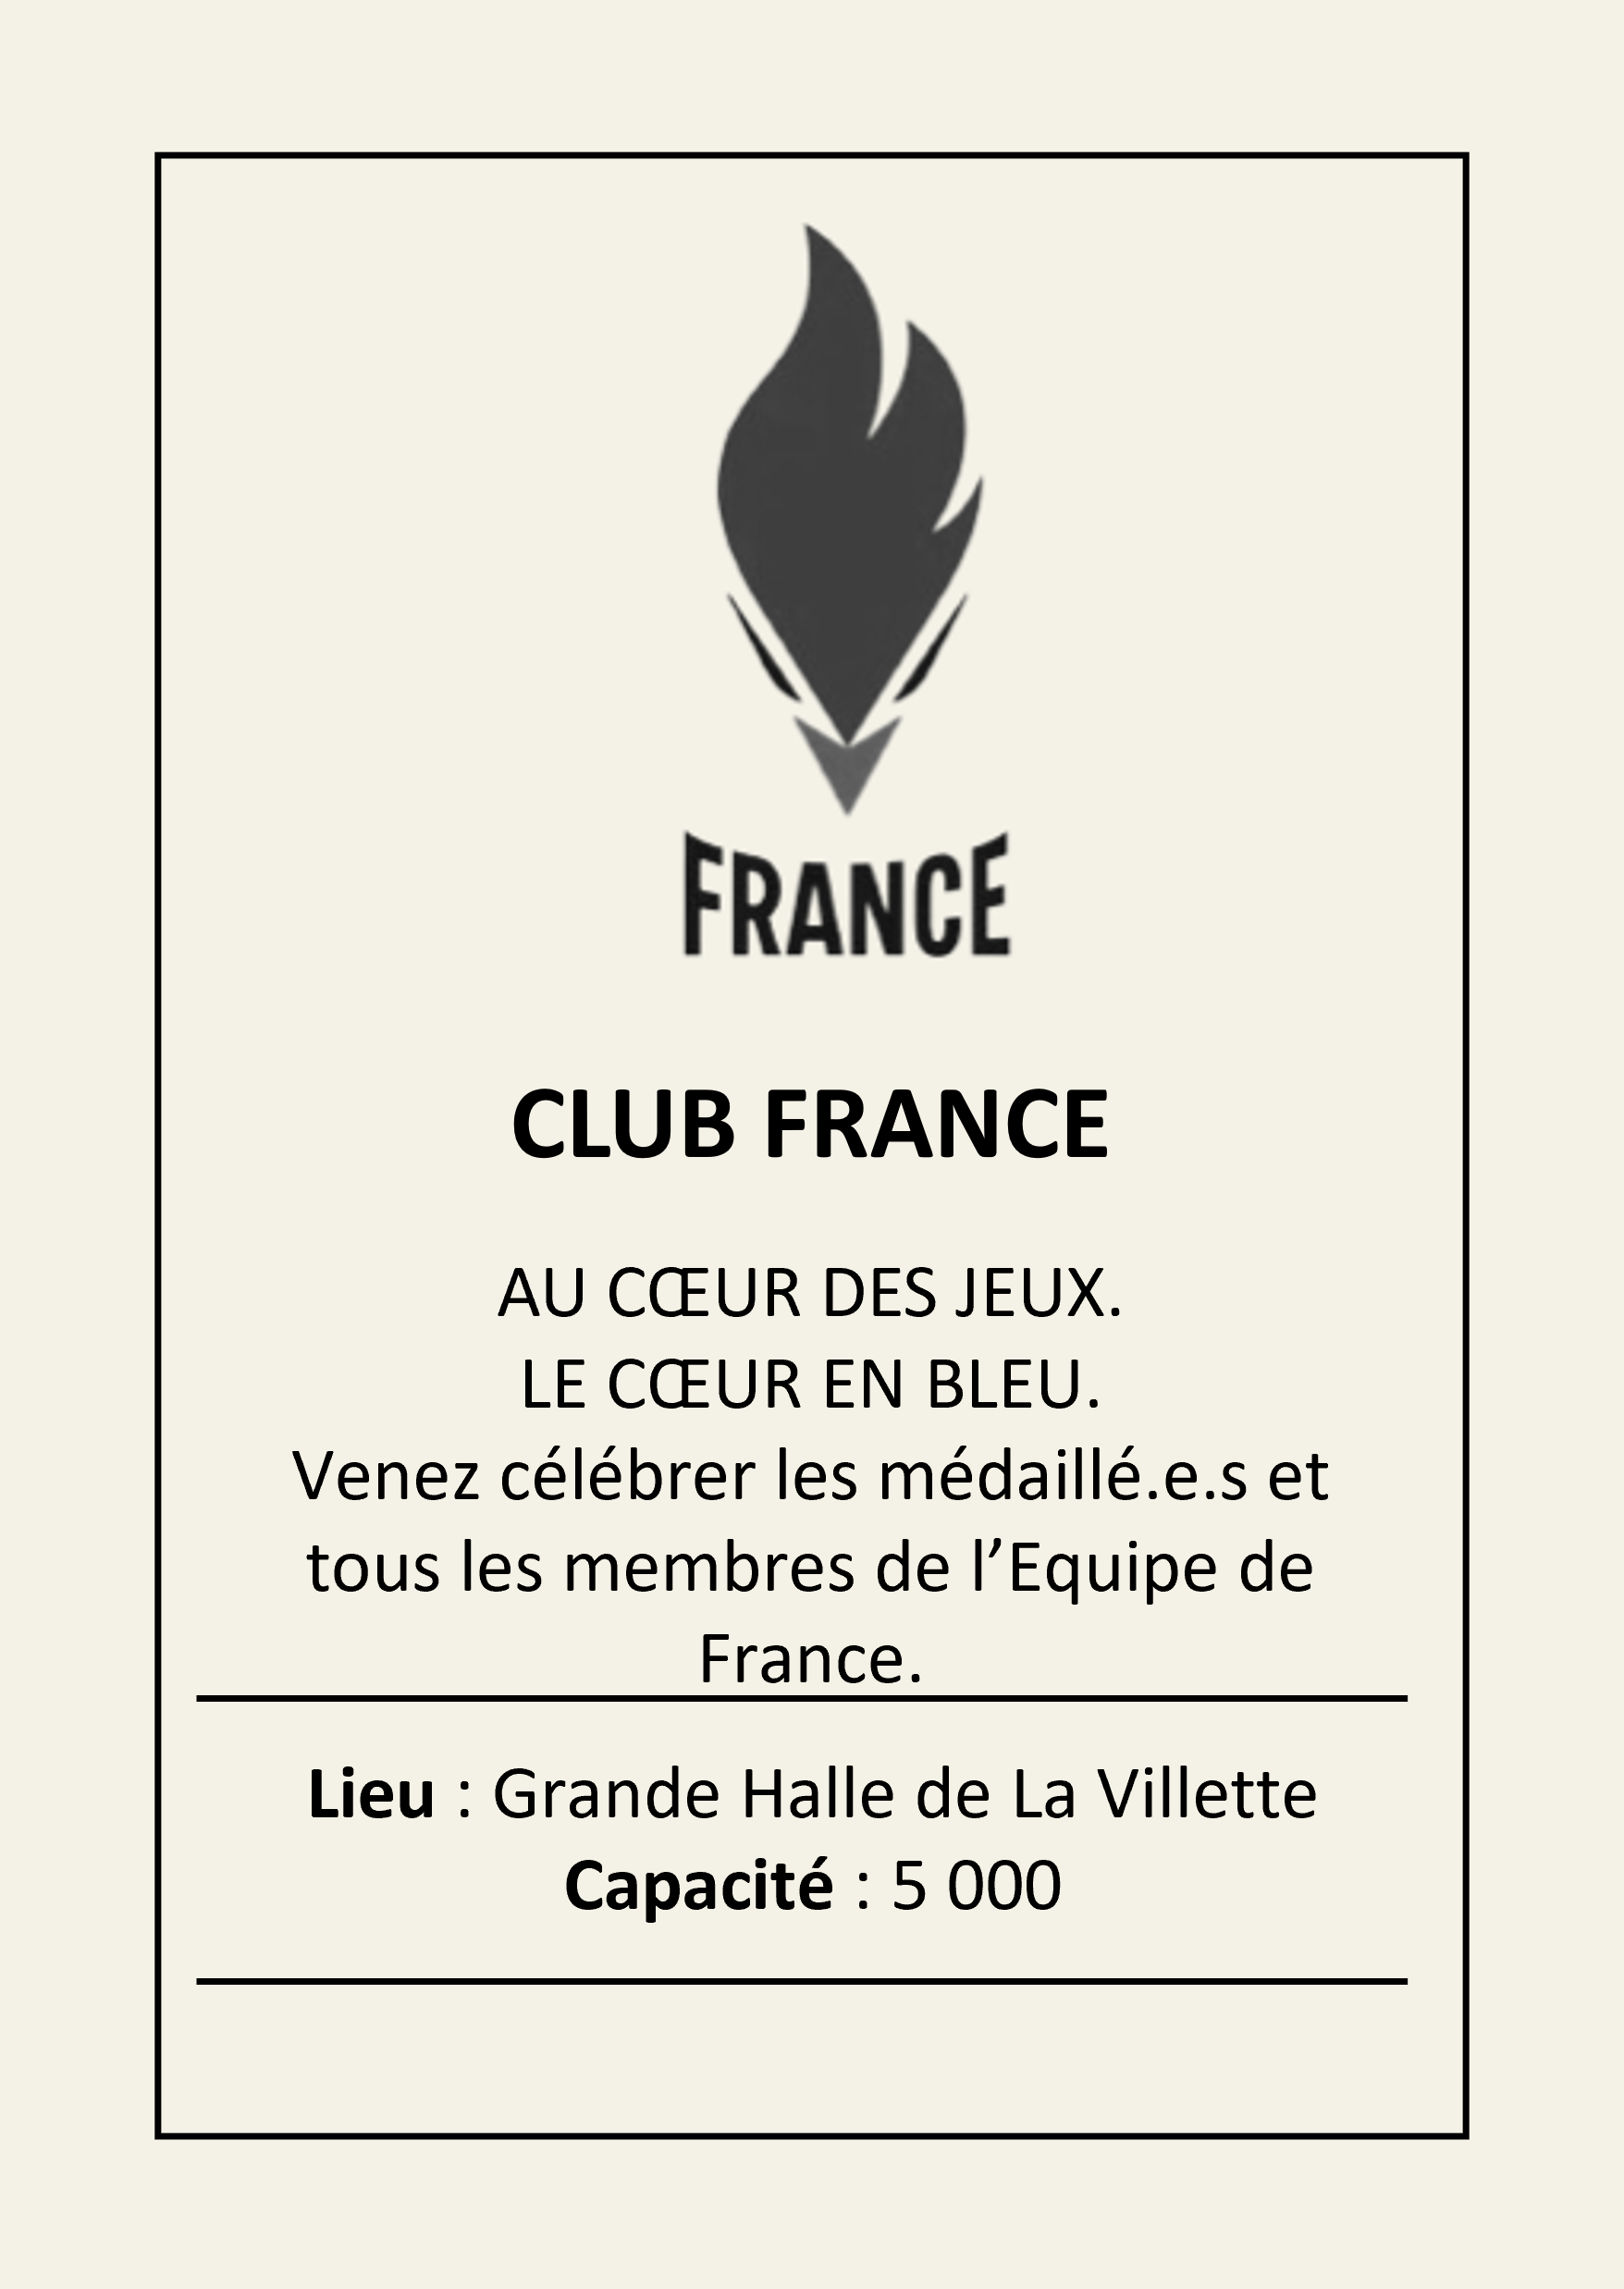 FRANCE
CLUB FRANCE
AU CŒUR DES JEUX.
LE CŒUR EN BLEU.
Venez célébrer les médaillé.e.s et
tous les membres de l’Equipe de
France.
Lieu : Grande Halle de La Villette
Capacité : 5 000